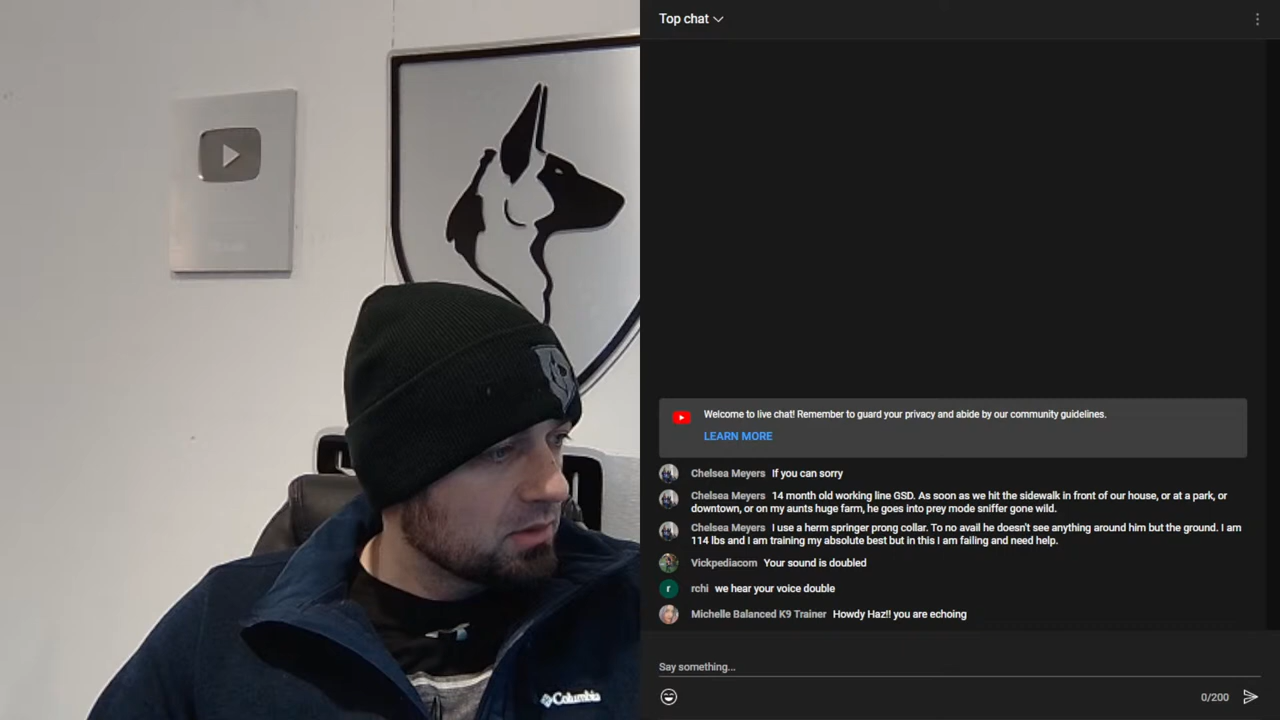 Top chat
Welcome to live chat! Remember to guard your privacy and abide by our community guidelines.
LEARN MORE
Chelsea Meyers If you can sorry
Chelsea Meyers 14 month old working line GSD. As soon as we hit the sidewalk in front of our house, or at a park, or
downtown, or on my aunts huge farm, he goes into prey mode sniffer gone wild.
Chelsea Meyers I use a herm springer prong collar. To no avail he doesn't see anything around him but the ground. I am
114 lbs and I am training my absolute best but in this I am failing and need help.
Vickpediacom Your sound is doubled
r rchi we hear your voice double
Michelle Balanced K9 Trainer Howdy Haz!! you are echoing
Say something...
0/200
Columbia